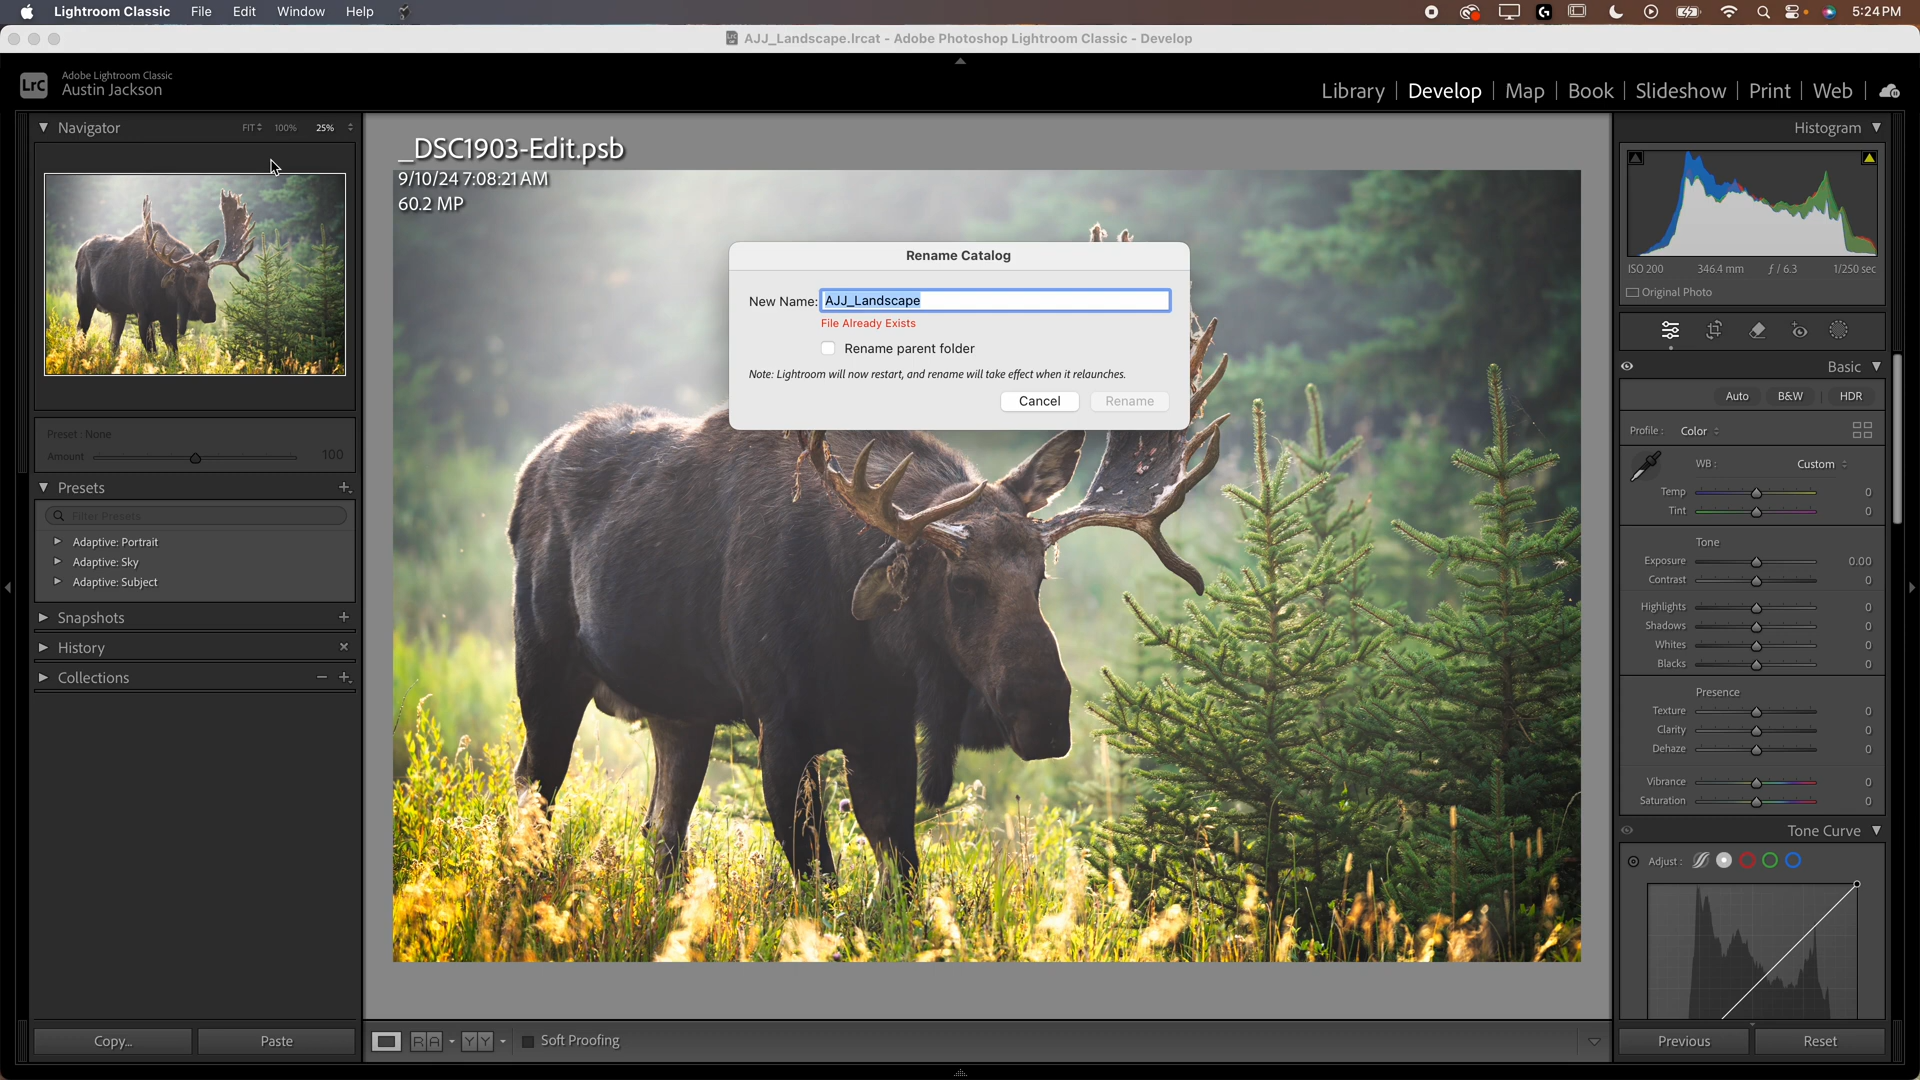 Lightroom Classic File Edit Window Help 5:24 PM
AJJ_Landscape.lrcat - Adobe Photoshop Lightroom Classic - Develop
LrC
Adobe Lightroom Classic
Austin Jackson
Library | Develop | Map | Book | Slideshow | Print | Web
Navigator FIT 100% 25%
Preset : None
Amount 100
Presets
Filter Presets
Adaptive: Portrait
Adaptive: Sky
Adaptive: Subject
Snapshots
History
Collections
Copy... Paste
_DSC1903-Edit.psb
9/10/24 7:08:21 AM
60.2 MP
Rename Catalog
New Name: AJJ_Landscape
File Already Exists
Rename parent folder
Note: Lightroom will now restart, and rename will take effect when it relaunches.
Cancel Rename
R A Y Y Soft Proofing
Histogram
ISO 200 346.4 mm ƒ / 6.3 1/250 sec
Original Photo
Basic
Auto B&W HDR
Profile : Color
WB : Custom
Temp 0
Tint 0
Tone
Exposure 0.00
Contrast 0
Highlights 0
Shadows 0
Whites 0
Blacks 0
Presence
Texture 0
Clarity 0
Dehaze 0
Vibrance 0
Saturation 0
Tone Curve
Adjust :
Previous Reset